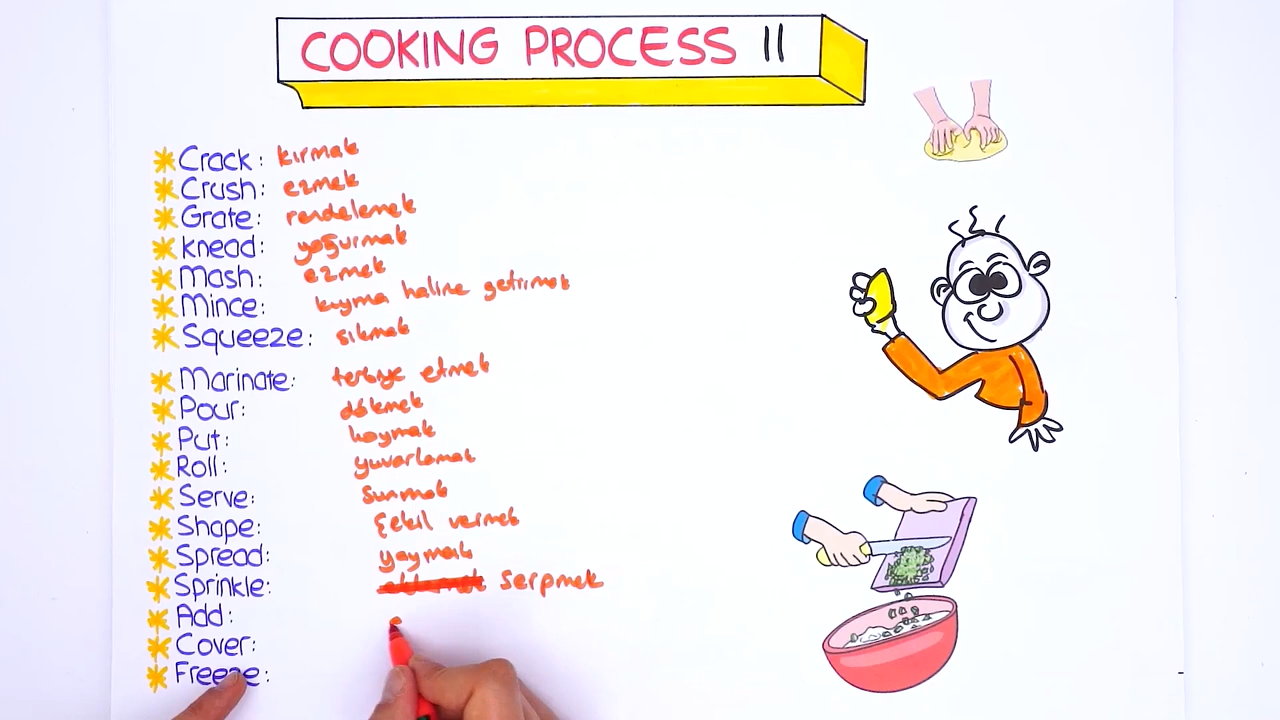 COOKING PROCESS II
Crack: kırmak
Crush: ezmek
Grate: rendelemek
knead: yoğurmak
Mash: ezmek
Mince: kıyma haline getirmek
Squeeze: sıkmak
Marinate: terbiye etmek
Pour: dökmek
Put: koymak
Roll: yuvarlamak
Serve: sunmak
Shape: Şekil vermek
Spread: yaymak
Sprinkle: serpmek
Add:
Cover:
Freeze: